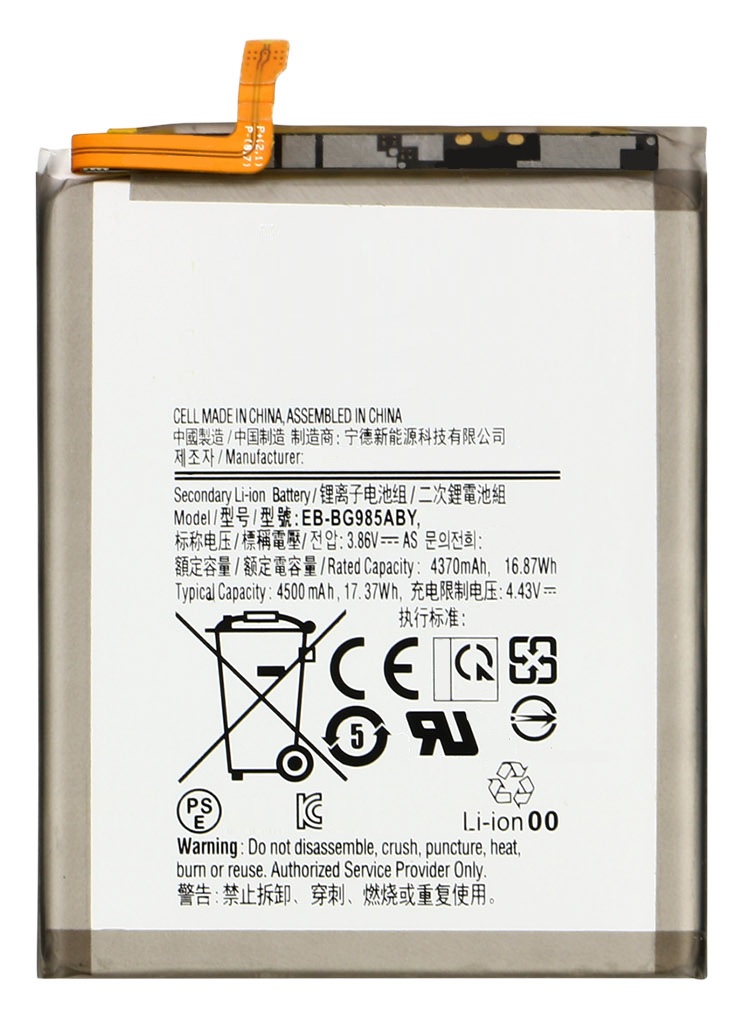 P+(2,1)
P-(6,7)
CELL MADE IN CHINA, ASSEMBLED IN CHINA
中國製造/中国制造 制造商: 宁德新能源科技有限公司
제조자/Manufacturer:
Secondary Li-ion Battery/锂离子电池组/二次鋰電池組
Model/型号/型號:EB-BG985ABY,
标称电压/標稱電壓/전압: 3.86V⎓ AS 문의전화:
額定容量/额定電容量/Rated Capacity: 4370mAh, 16.87Wh
Typical Capacity: 4500mAh, 17.37Wh, 充电限制电压: 4.43V⎓
执行标准:
CE
5
PS
E
Li-ion 00
Warning: Do not disassemble, crush, puncture, heat,
burn or reuse. Authorized Service Provider Only.
警告:禁止拆卸、穿刺、燃烧或重复使用。